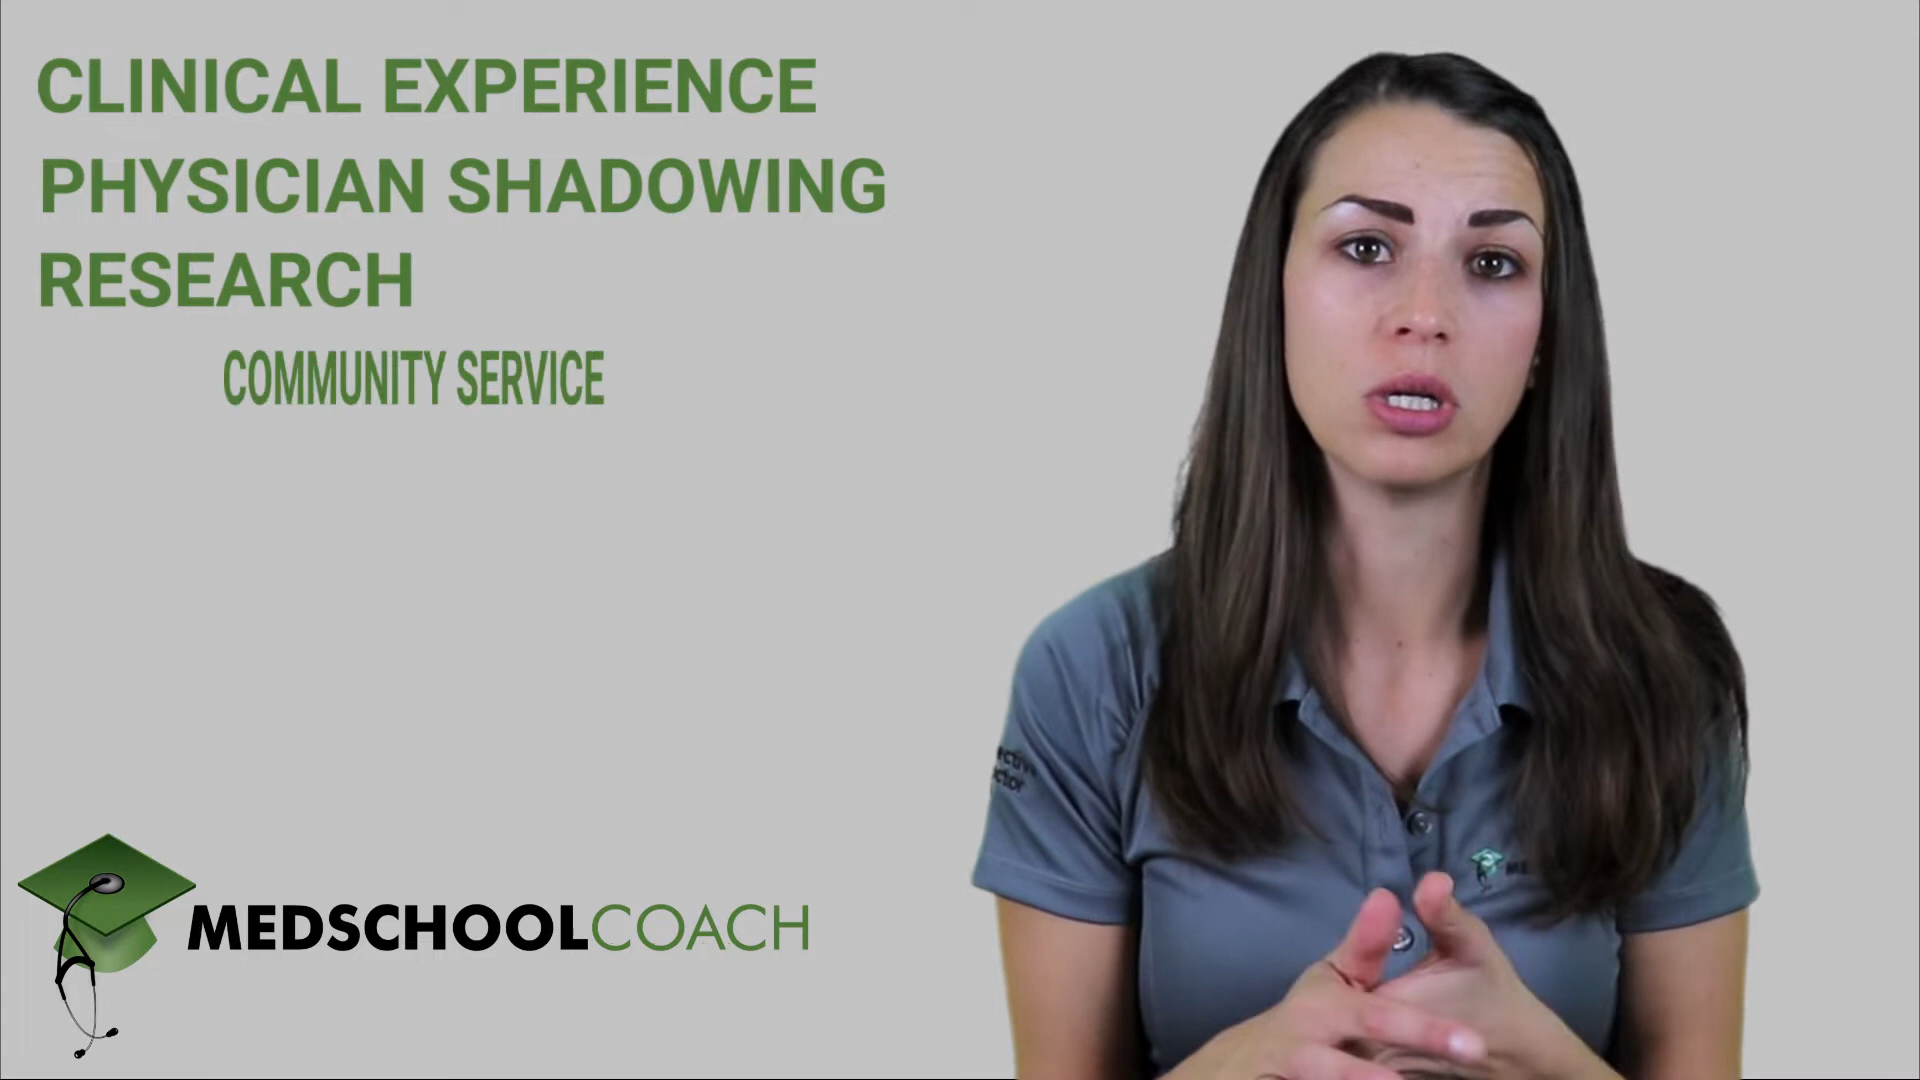 CLINICAL EXPERIENCE
PHYSICIAN SHADOWING
RESEARCH
COMMUNITY SERVICE
MEDSCHOOLCOACH